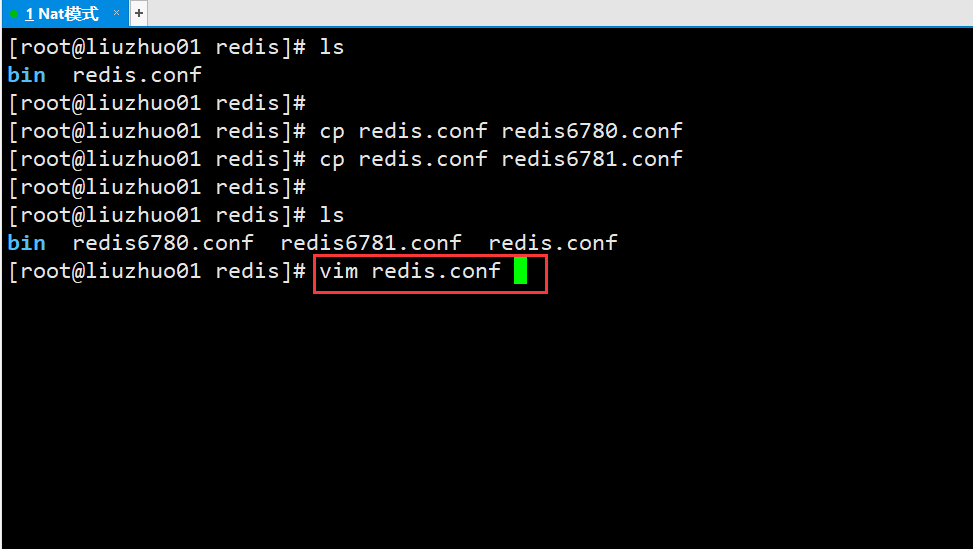 1 Nat模式 × +
[root@liuzhuo01 redis]# ls
bin  redis.conf
[root@liuzhuo01 redis]#
[root@liuzhuo01 redis]# cp redis.conf redis6780.conf
[root@liuzhuo01 redis]# cp redis.conf redis6781.conf
[root@liuzhuo01 redis]#
[root@liuzhuo01 redis]# ls
bin  redis6780.conf  redis6781.conf  redis.conf
[root@liuzhuo01 redis]# vim redis.conf